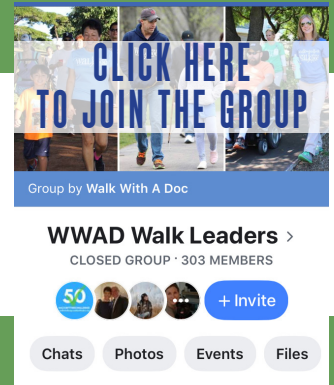 CLICK HERE
TO JOIN THE GROUP
Group by Walk With A Doc
WWAD Walk Leaders >
CLOSED GROUP · 303 MEMBERS
50
+ Invite
Chats
Photos
Events
Files